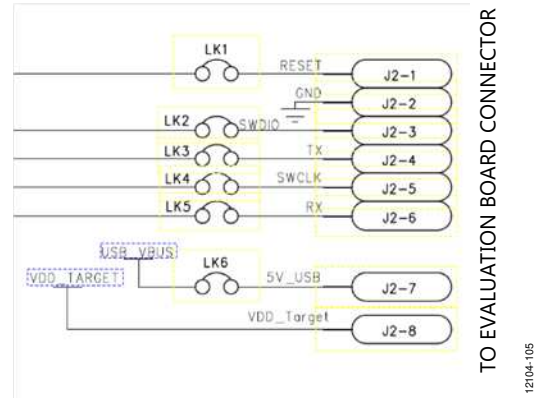 LK1
RESET
J2-1
GND
J2-2
LK2
SWDIO
J2-3
LK3
TX
J2-4
LK4
SWCLK
J2-5
LK5
RX
J2-6
USB_VBUS
LK6
VDD_TARGET
5V_USB
J2-7
VDD_Target
J2-8
TO EVALUATION BOARD CONNECTOR
12104-105